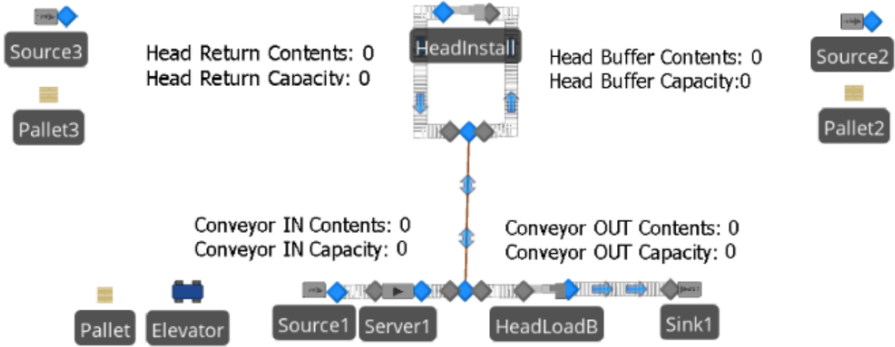 Source3
Head Return Contents: 0
Head Return Capacity: 0
HeadInstall
Head Buffer Contents: 0
Head Buffer Capacity:0
Source2
Pallet3
Pallet2
Conveyor IN Contents: 0
Conveyor IN Capacity: 0
Conveyor OUT Contents: 0
Conveyor OUT Capacity: 0
Pallet
Elevator
Source1
Server1
HeadLoadB
Sink1